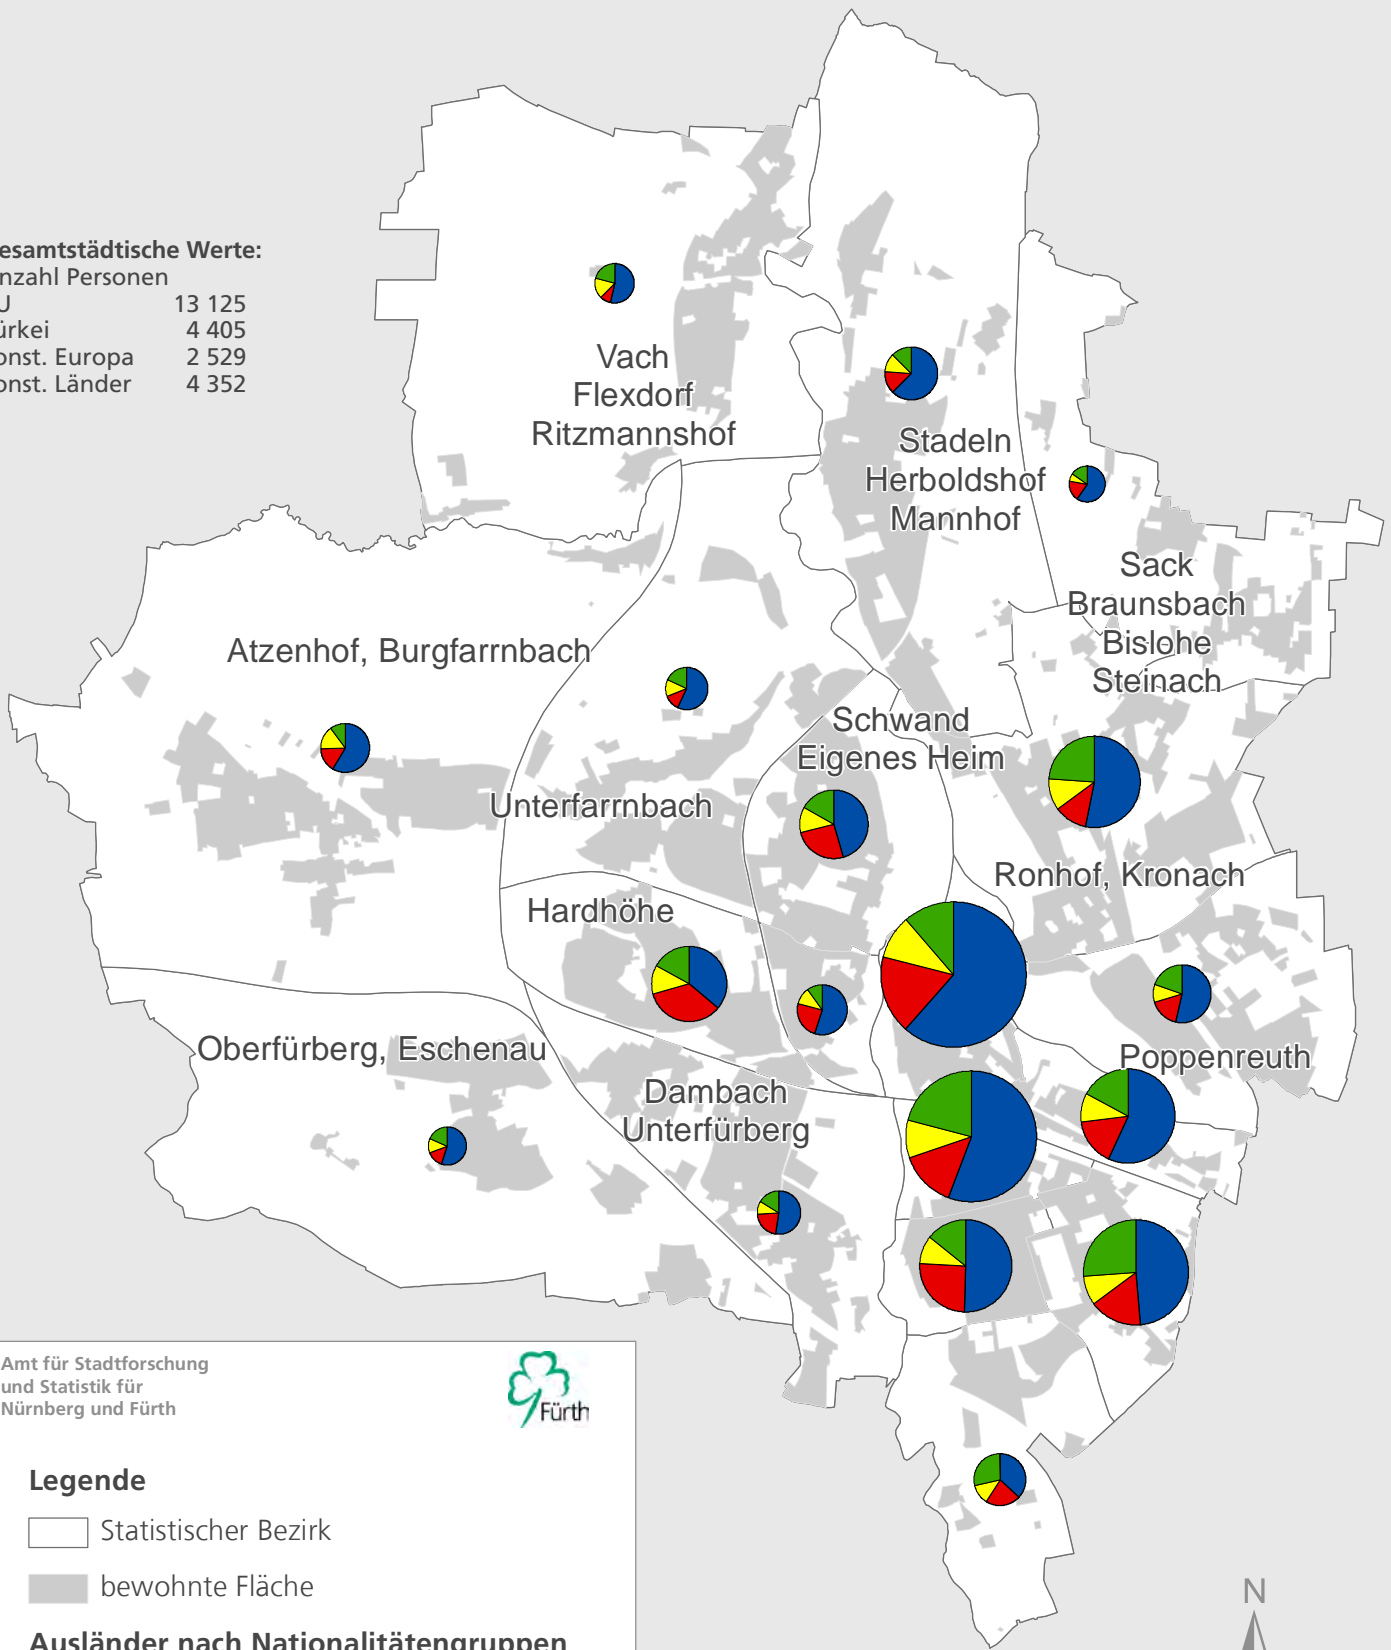 esamtstädtische Werte:
nzahl Personen
U 13 125
ürkei 4 405
onst. Europa 2 529
onst. Länder 4 352
Vach
Flexdorf
Ritzmannshof
Stadeln
Herboldshof
Mannhof
Sack
Braunsbach
Bislohe
Steinach
Atzenhof, Burgfarrnbach
Schwand
Eigenes Heim
Unterfarrnbach
Ronhof, Kronach
Hardhöhe
Oberfürberg, Eschenau
Poppenreuth
Dambach
Unterfürberg
Amt für Stadtforschung
und Statistik für
Nürnberg und Fürth
Fürth
Legende
Statistischer Bezirk
bewohnte Fläche
Ausländer nach Nationalitätengruppen
N